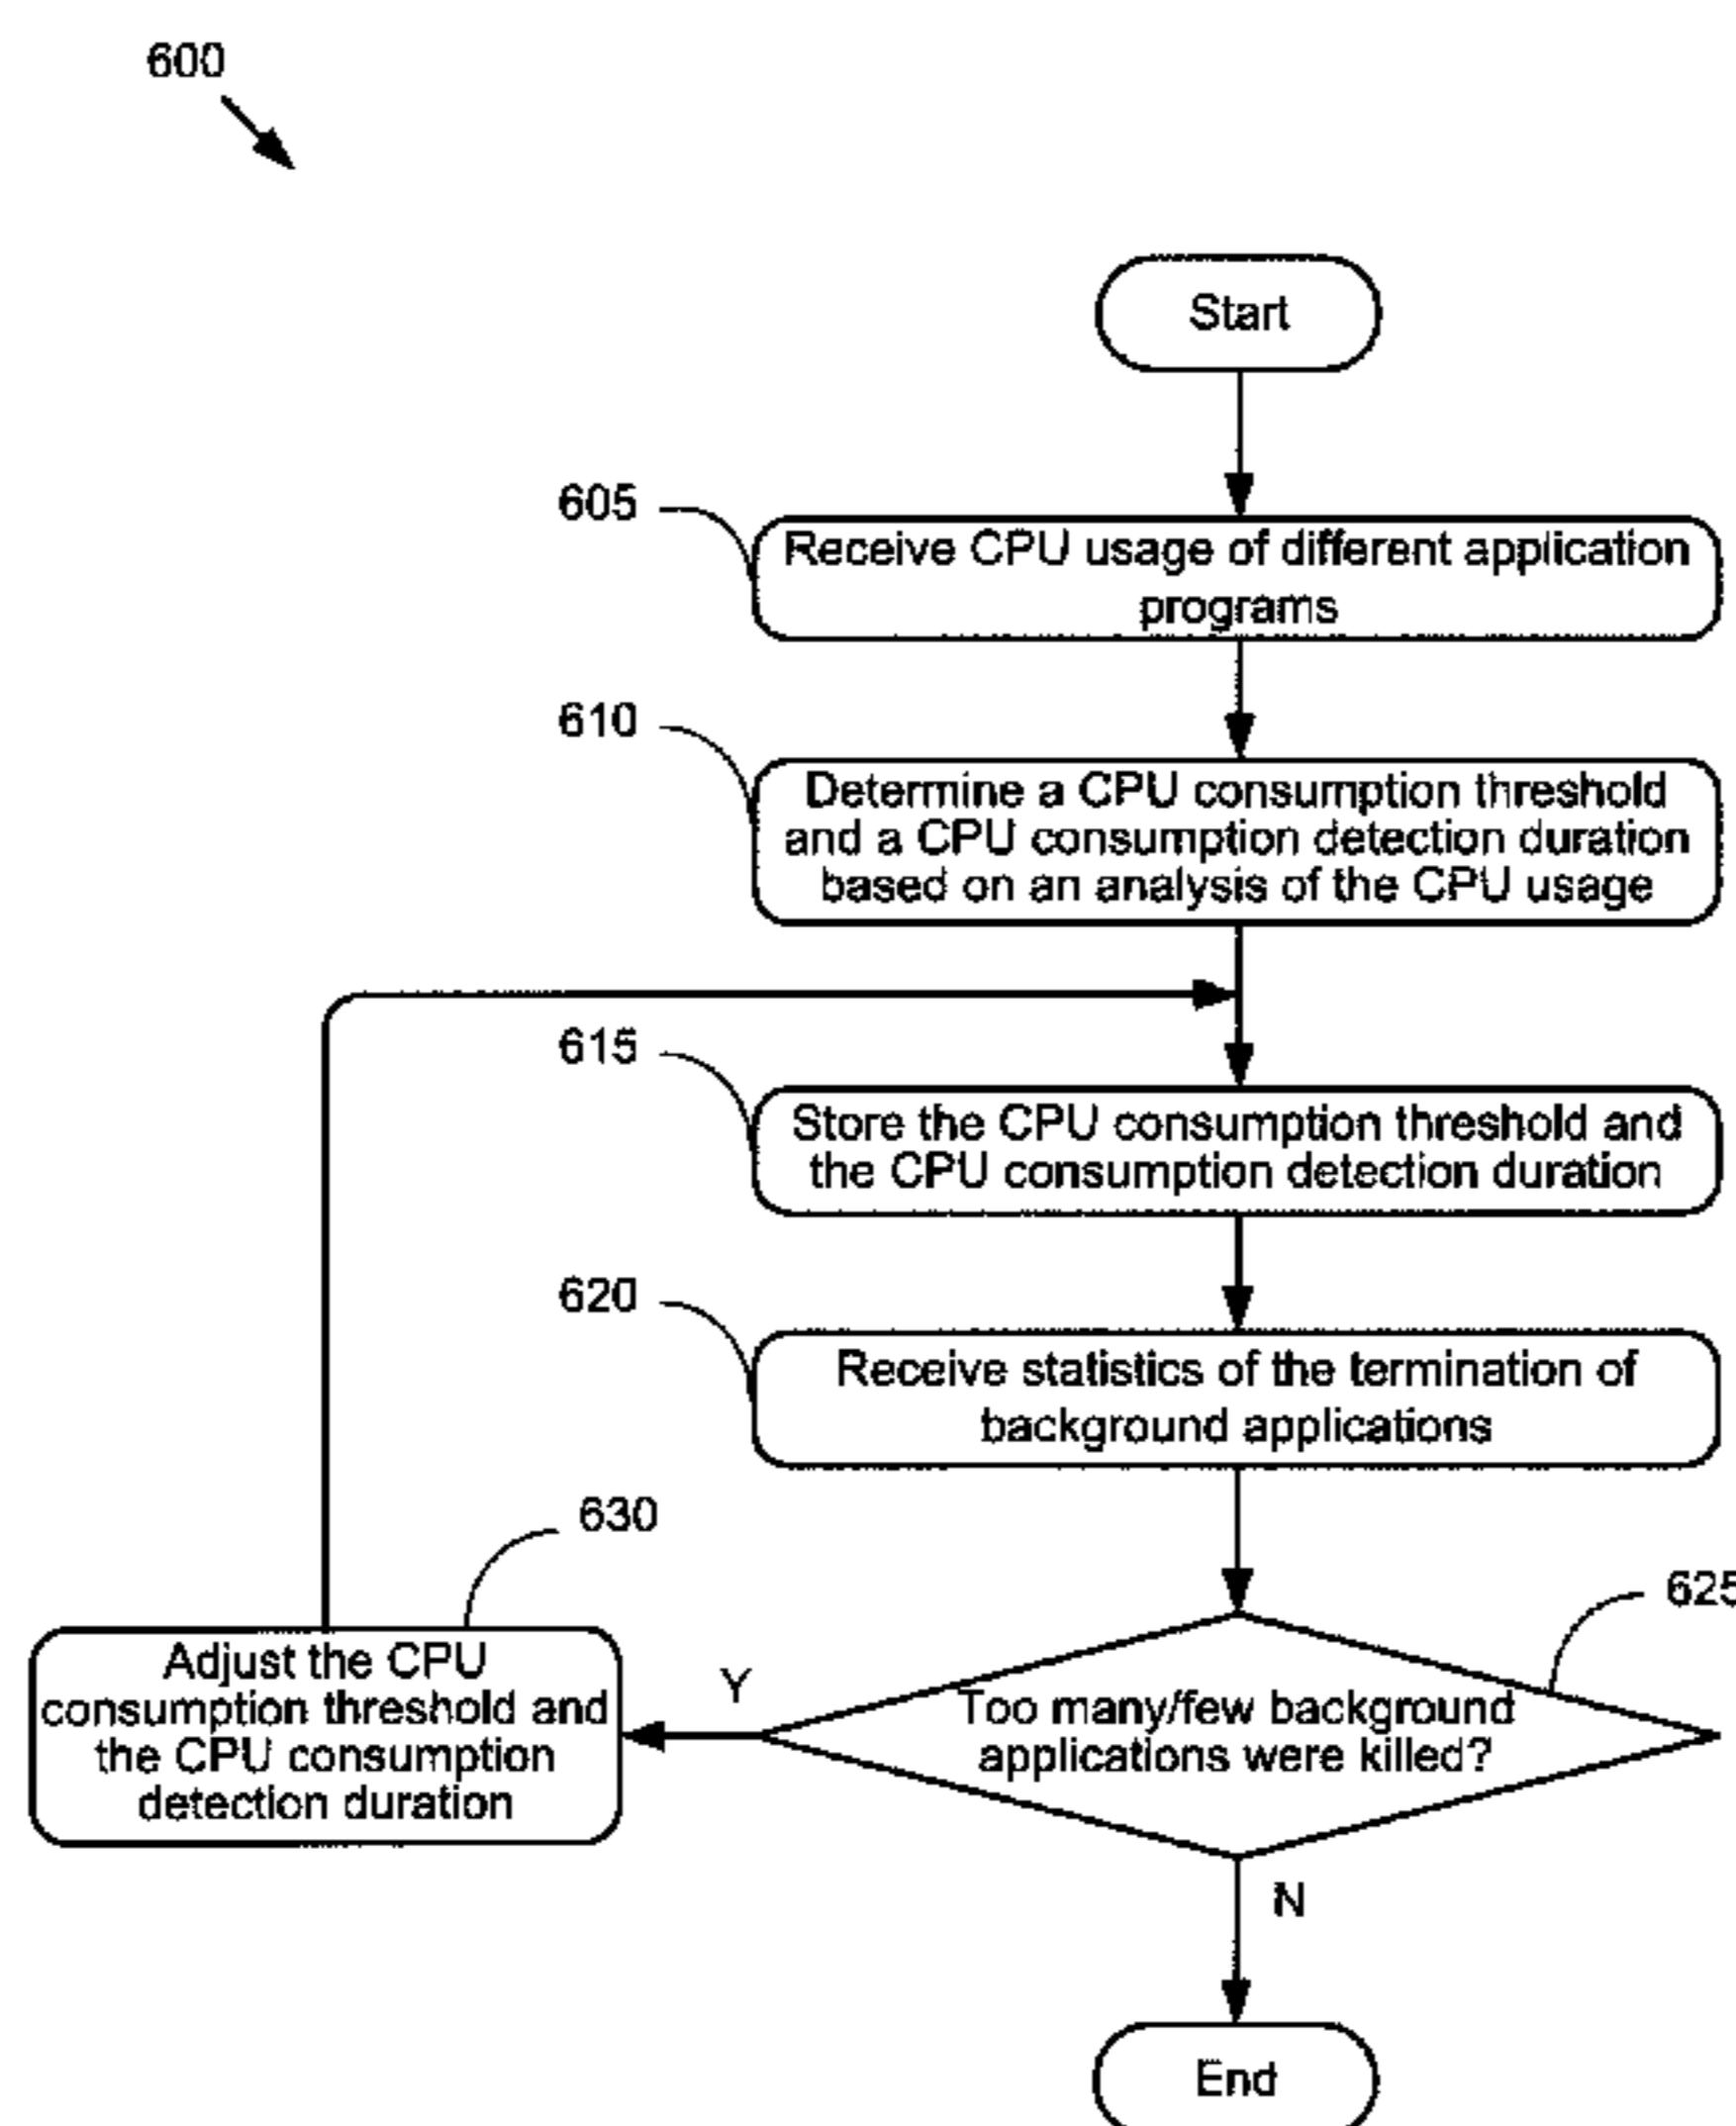 600
Start
605
Receive CPU usage of different application
programs
610
Determine a CPU consumption threshold
and a CPU consumption detection duration
based on an analysis of the CPU usage
615
Store the CPU consumption threshold and
the CPU consumption detection duration
620
Receive statistics of the termination of
background applications
630
625
Adjust the CPU
consumption threshold and
the CPU consumption
detection duration
Y
Too many/few background
applications were killed?
N
End